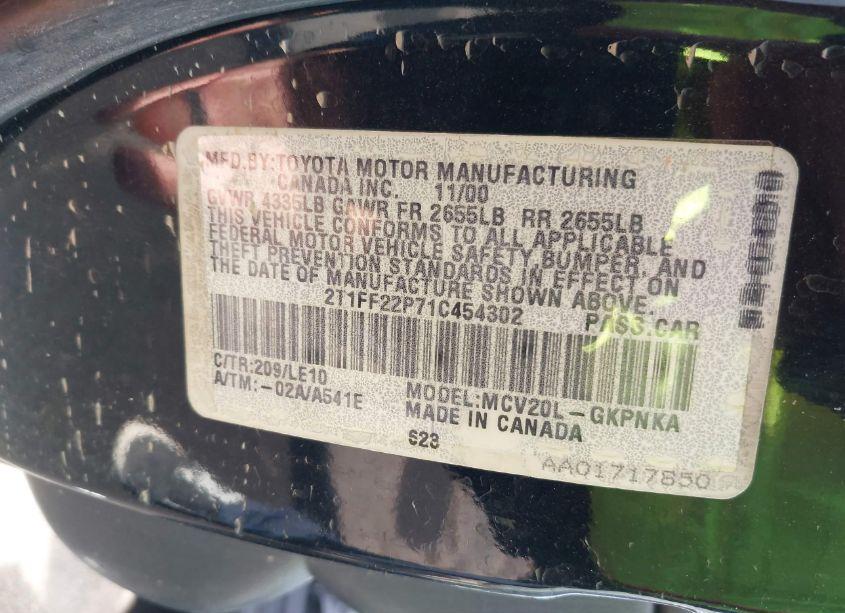 MFD.BY:TOYOTA MOTOR MANUFACTURING
CANADA INC. 11/00
GVWR 4335LB GAWR FR 2655LB RR 2655LB
THIS VEHICLE CONFORMS TO ALL APPLICABLE
FEDERAL MOTOR VEHICLE SAFETY, BUMPER, AND
THEFT PREVENTION STANDARDS IN EFFECT ON
THE DATE OF MANUFACTURE SHOWN ABOVE.
2T1FF22P71C454302 PASS.CAR
C/TR:209/LE10
A/TM:-02A/A541E
MODEL:MCV20L-GKPNKA
MADE IN CANADA
S23
AA01717850